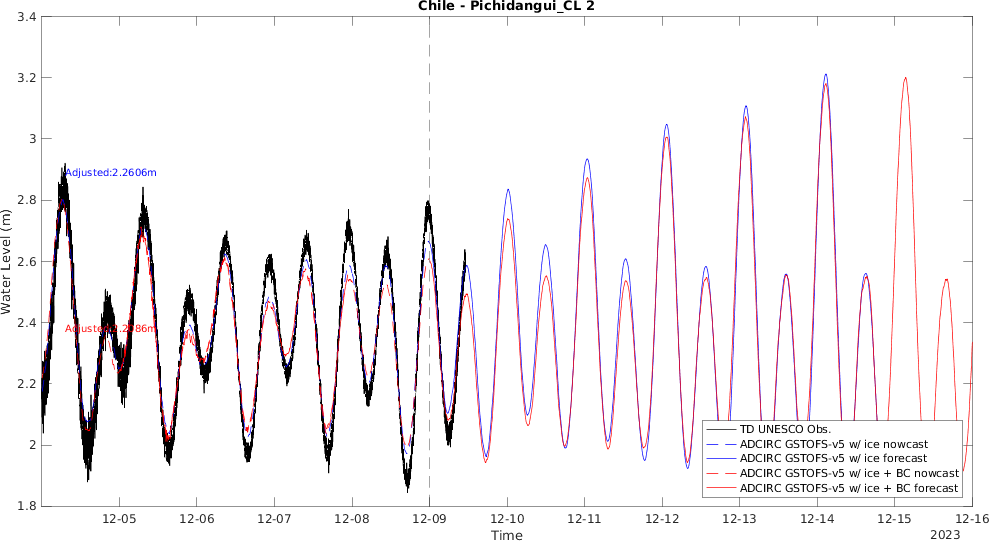 Chile - Pichidangui_CL 2
3.4
3.2
3
2.8
2.6
2.4
2.2
2
1.8
Water Level (m)
Adjusted:2.2606m
Adjusted:
12-05
12-06
12-07
12-08
12-09
12-10
12-11
12-12
12-13
12-14
12-15
12-16
Time
2023
TD UNESCO Obs.
ADCIRC GSTOFS-v5 w/ ice nowcast
ADCIRC GSTOFS-v5 w/ ice forecast
ADCIRC GSTOFS-v5 w/ ice + BC nowcast
ADCIRC GSTOFS-v5 w/ ice + BC forecast